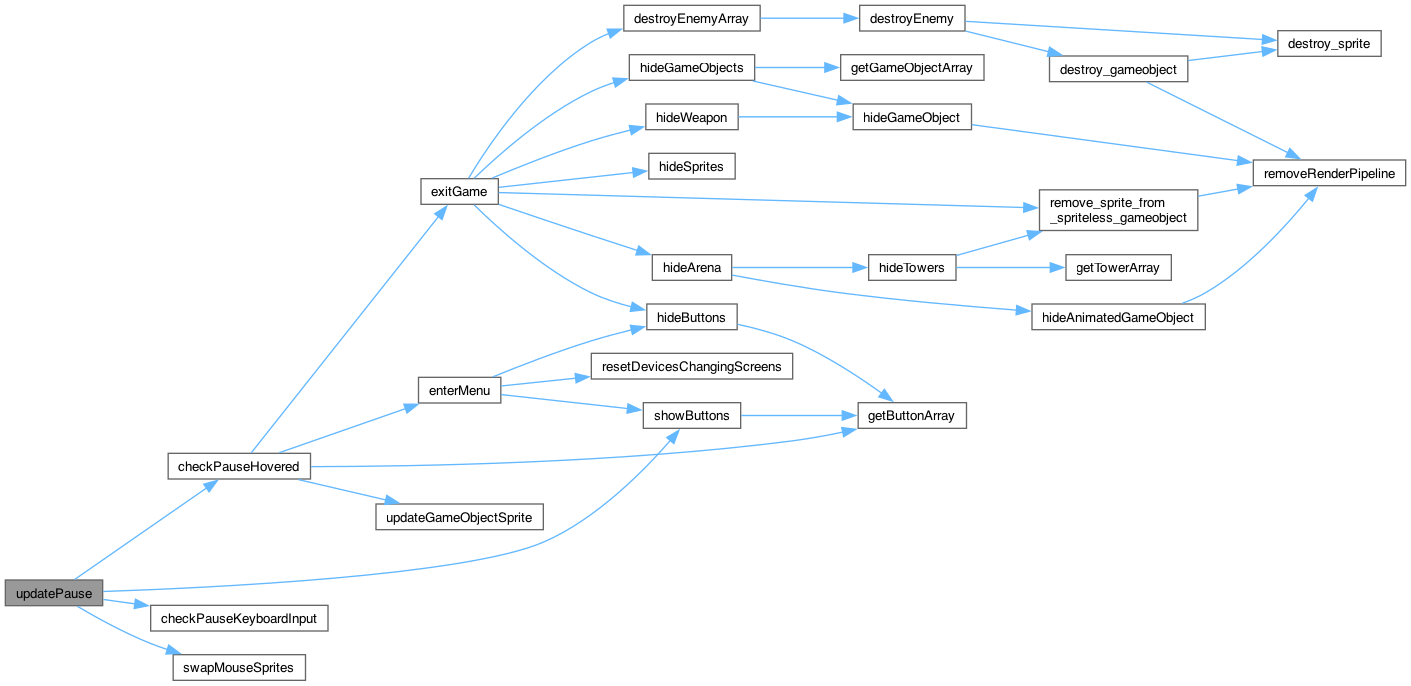 destroyEnemyArray
destroyEnemy
destroy_sprite
hideGameObjects
getGameObjectArray
destroy_gameobject
hideWeapon
hideGameObject
hideSprites
removeRenderPipeline
exitGame
remove_sprite_from
_spriteless_gameobject
hideArena
hideTowers
getTowerArray
hideButtons
hideAnimatedGameObject
resetDevicesChangingScreens
enterMenu
showButtons
getButtonArray
checkPauseHovered
updateGameObjectSprite
updatePause
checkPauseKeyboardInput
swapMouseSprites